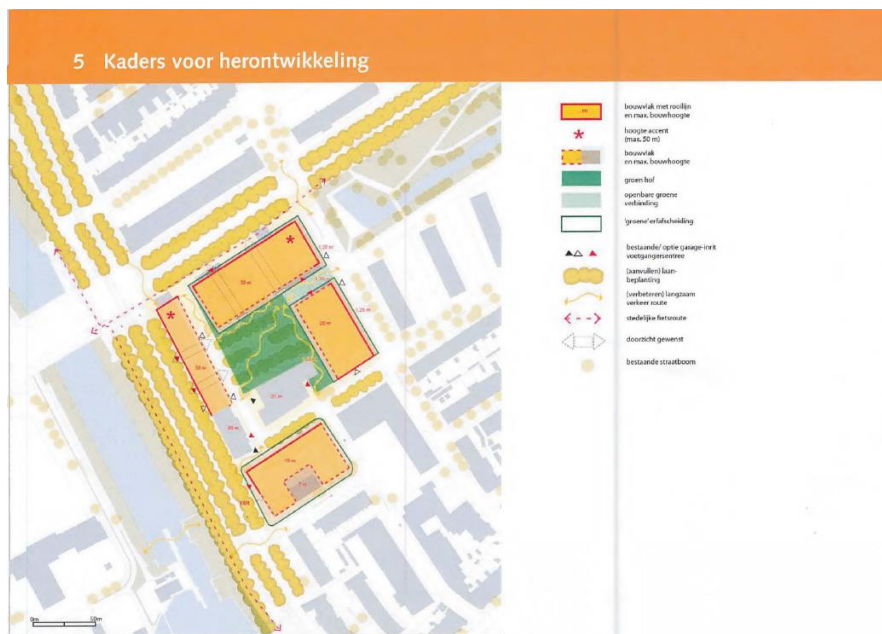 5 Kaders voor herontwikkeling
bouwvlak met rooilijn
en max. bouwhoogte
hoogte accent
(max. 50 m)
bouwvlak
en max. bouwhoogte
groen hof
openbare groene
verbinding
'groene' erfafscheiding
bestaande/ optie garage-inrit
voetgangersentree
(aanvullen) laan-
beplanting
(verbeteren) langzaam
verkeer route
stedelijke fietsroute
doorzicht gewenst
bestaande straatboom
0m 50m